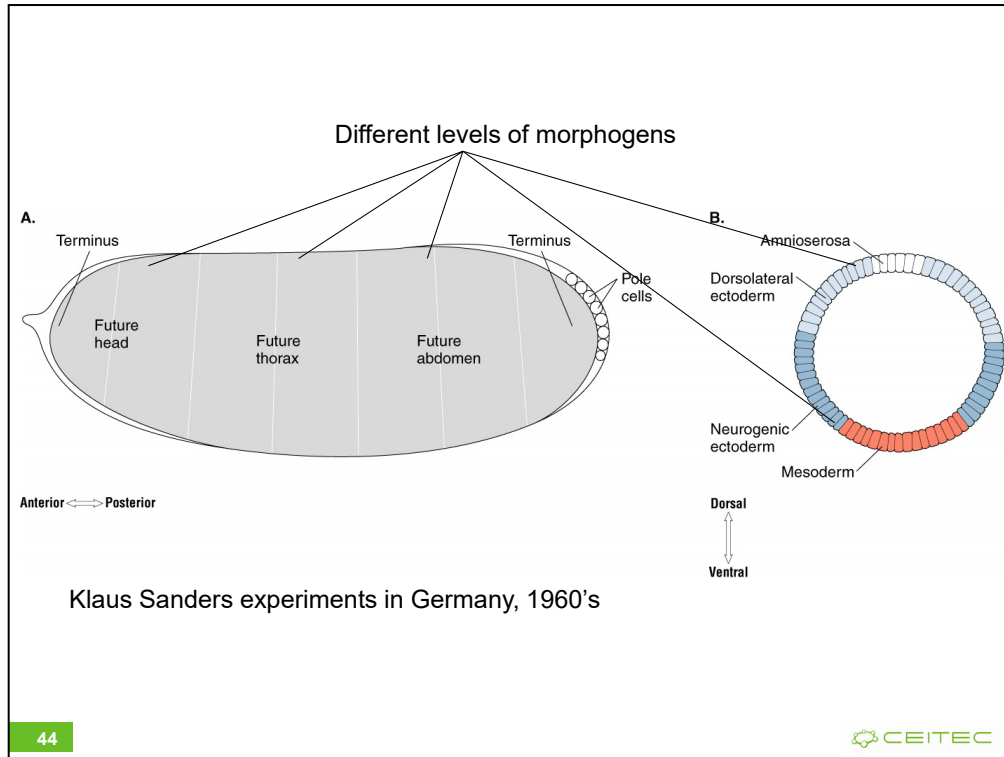 Different levels of morphogens
A.
Terminus
Terminus
Pole
cells
Future
head
Future
thorax
Future
abdomen
Anterior
Posterior
B.
Amnioserosa
Dorsolateral
ectoderm
Neurogenic
ectoderm
Mesoderm
Dorsal
Ventral
Klaus Sanders experiments in Germany, 1960’s
44
CEITEC